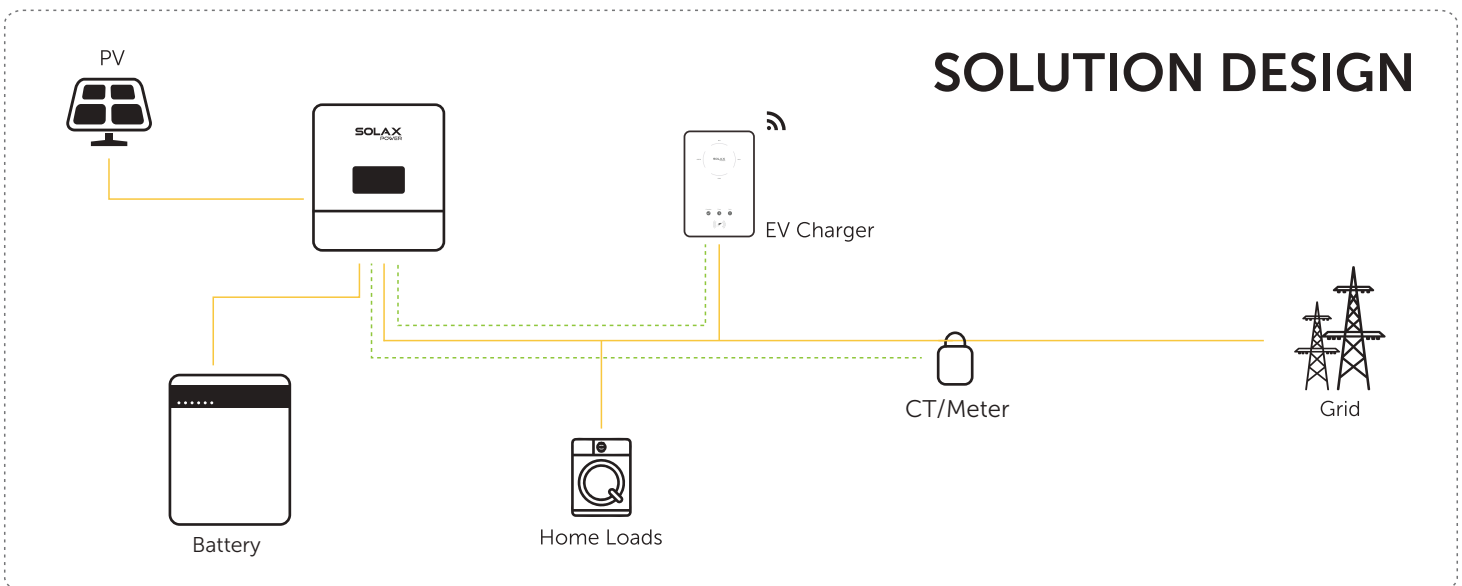 SOLUTION DESIGN
PV
SOLAX
POWER
EV Charger
CT/Meter
Grid
Battery
Home Loads